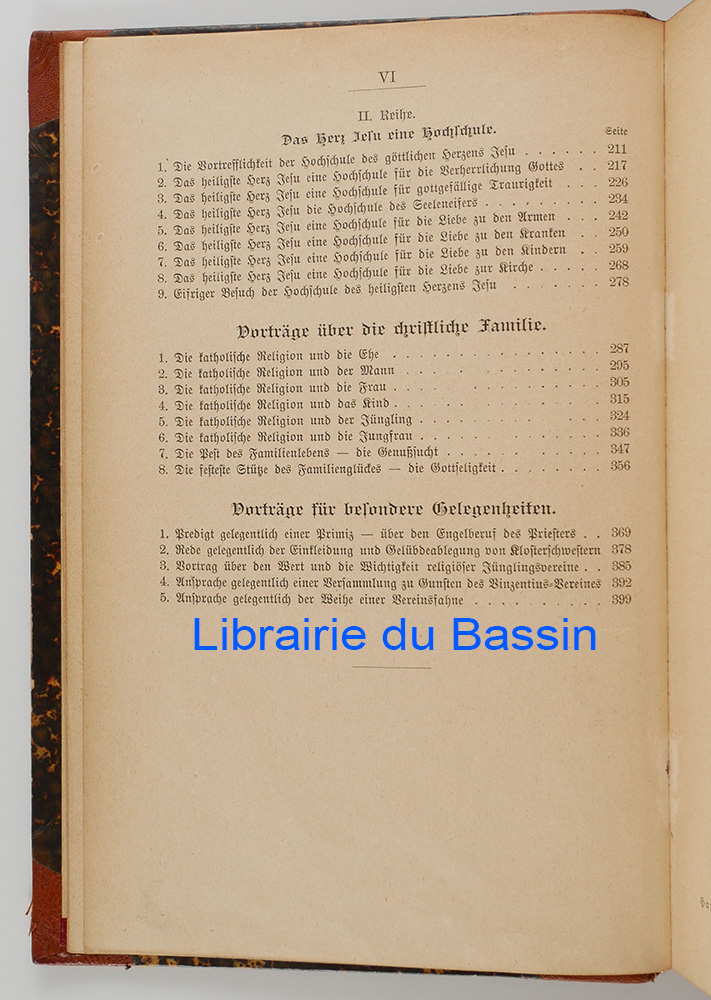 VI
II. Reihe.
Das Herz Jesu eine Hochschule.
Seite
1. Die Vortrefflichkeit der Hochschule des göttlichen Herzens Jesu . . . . . . 211
2. Das heiligste Herz Jesu eine Hochschule für die Verherrlichung Gottes . . 217
3. Das heiligste Herz Jesu eine Hochschule für gottgefällige Traurigkeit . . . 226
4. Das heiligste Herz Jesu die Hochschule des Seeleneifers . . . . . . . . . 234
5. Das heiligste Herz Jesu eine Hochschule für die Liebe zu den Armen . . . 242
6. Das heiligste Herz Jesu eine Hochschule für die Liebe zu den Kranken . . 250
7. Das heiligste Herz Jesu eine Hochschule für die Liebe zu den Kindern . . 259
8. Das heiligste Herz Jesu eine Hochschule für die Liebe zur Kirche . . . . . 268
9. Eifriger Besuch der Hochschule des heiligsten Herzens Jesu . . . . . . . 278
Vorträge über die christliche Familie.
1. Die katholische Religion und die Ehe . . . . . . . . . . . . . . . . 287
2. Die katholische Religion und der Mann . . . . . . . . . . . . . . . 295
3. Die katholische Religion und die Frau . . . . . . . . . . . . . . . . 305
4. Die katholische Religion und das Kind . . . . . . . . . . . . . . . . 315
5. Die katholische Religion und der Jüngling . . . . . . . . . . . . . . 324
6. Die katholische Religion und die Jungfrau . . . . . . . . . . . . . . 336
7. Die Pest des Familienlebens — die Genußsucht . . . . . . . . . . . . 347
8. Die festeste Stütze des Familienglückes — die Gottseligkeit . . . . . . . . 356
Vorträge für besondere Gelegenheiten.
1. Predigt gelegentlich einer Primiz — über den Engelberuf des Priesters . . 369
2. Rede gelegentlich der Einkleidung und Gelübdeablegung von Klosterschwestern 378
3. Vortrag über den Wert und die Wichtigkeit religiöser Jünglingsvereine . . 385
4. Ansprache gelegentlich einer Versammlung zu Gunsten des Vinzentius-Vereines 392
5. Ansprache gelegentlich der Weihe einer Vereinsfahne . . . . . . . . . . 399
Librairie du Bassin